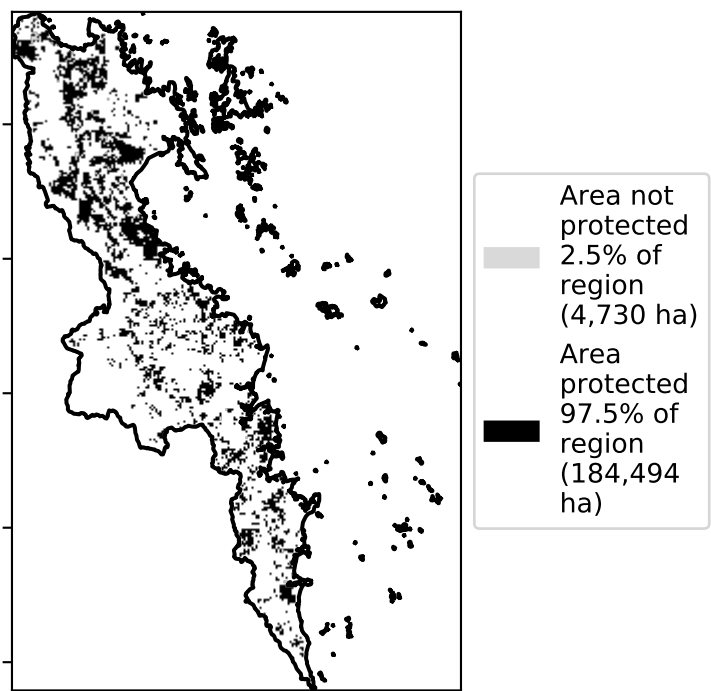 Area not
protected
2.5% of
region
(4,730 ha)
Area
protected
97.5% of
region
(184,494
ha)